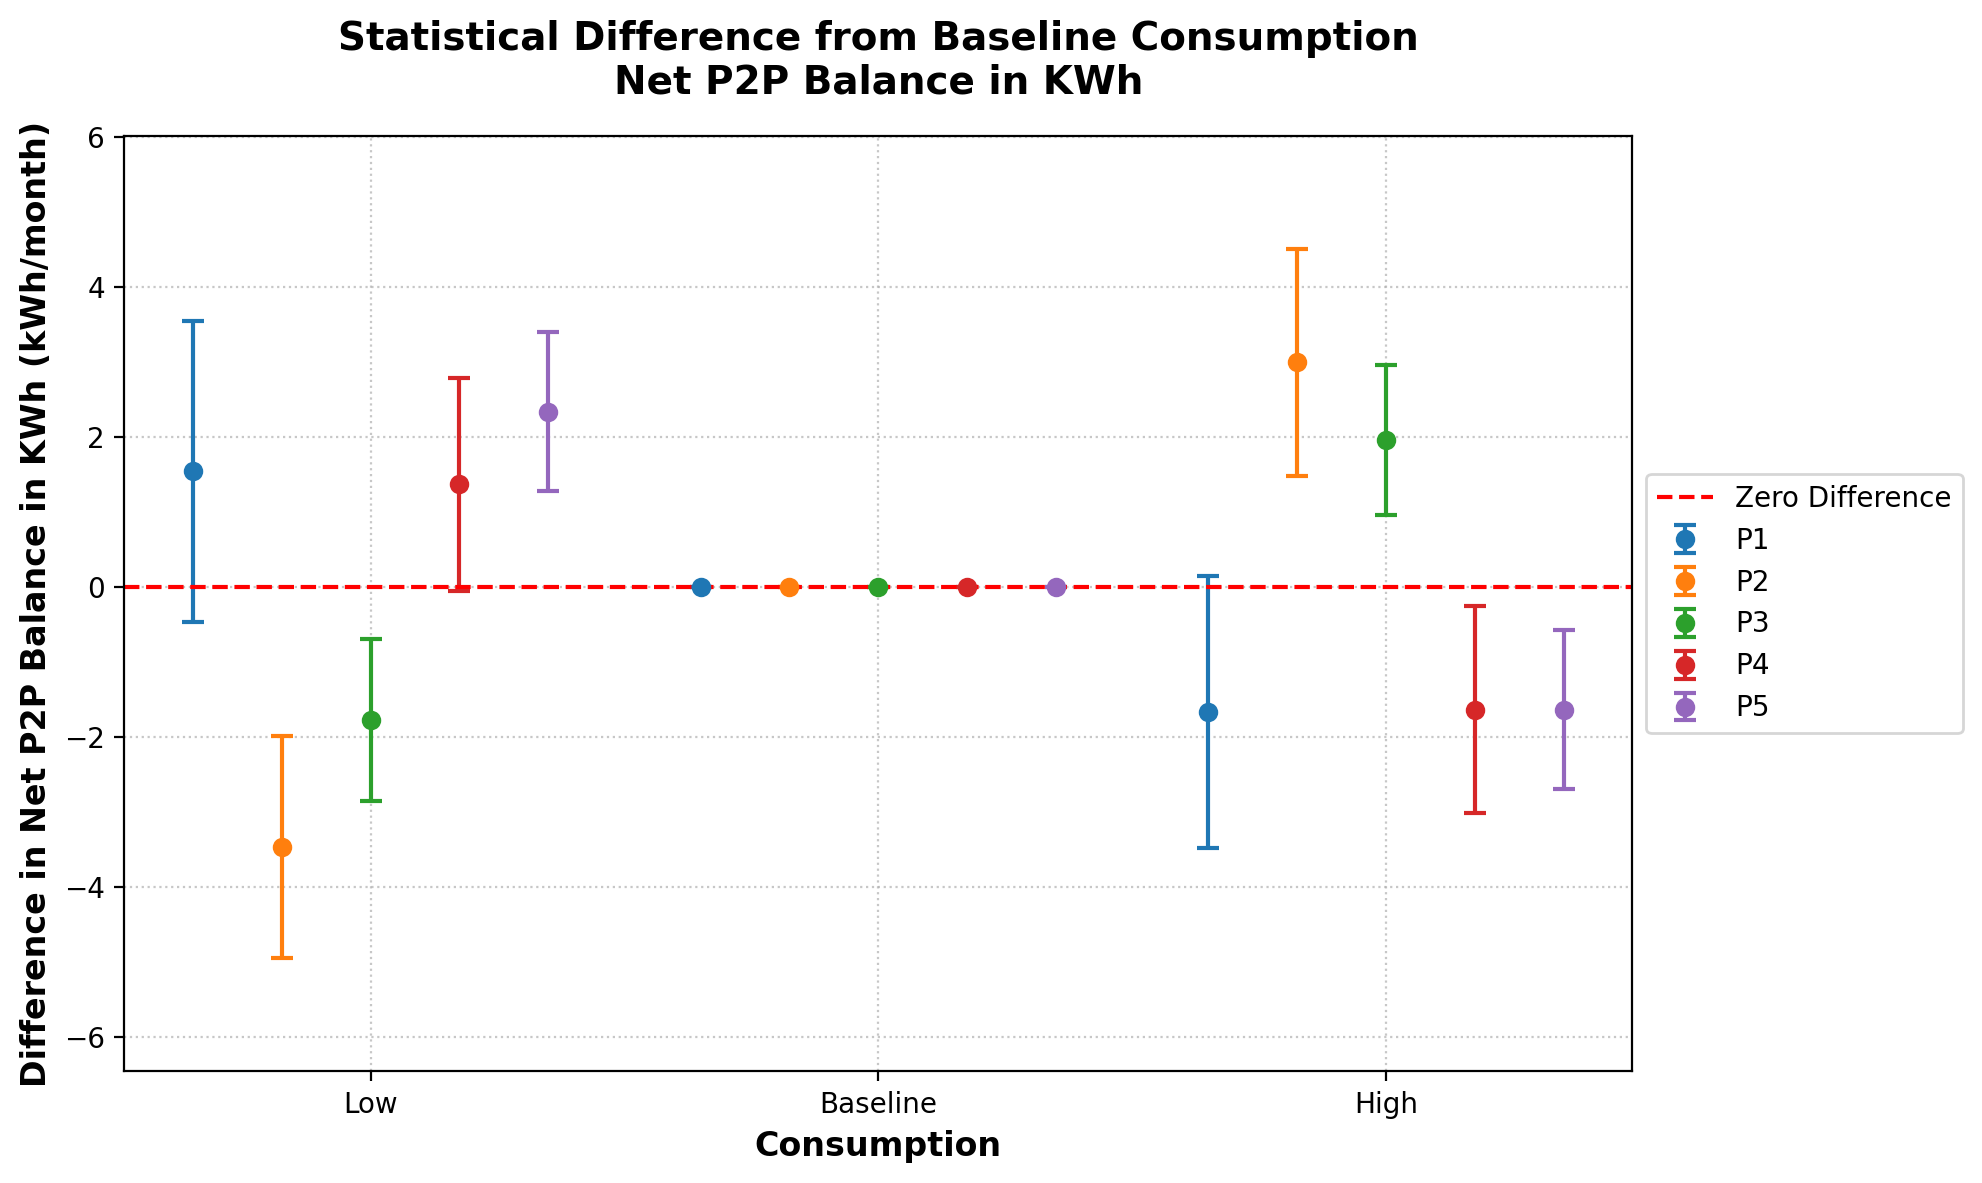 Statistical Difference from Baseline Consumption
Net P2P Balance in KWh
Difference in Net P2P Balance in KWh (kWh/month)
6
4
2
0
−2
−4
−6
Low
Baseline
High
Consumption
Zero Difference
P1
P2
P3
P4
P5